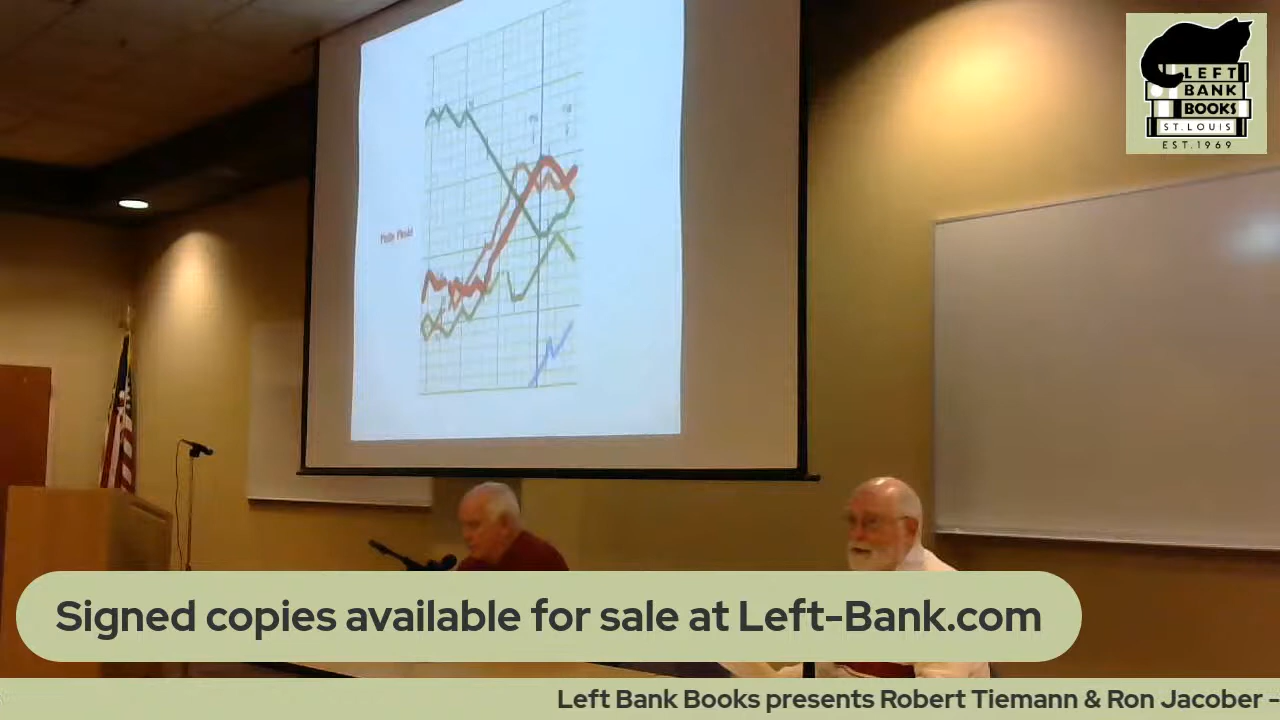 LEFT
BANK
BOOKS
ST. LOUIS
EST. 1969
Signed copies available for sale at Left-Bank.com
Left Bank Books presents Robert Tiemann & Ron Jacober -